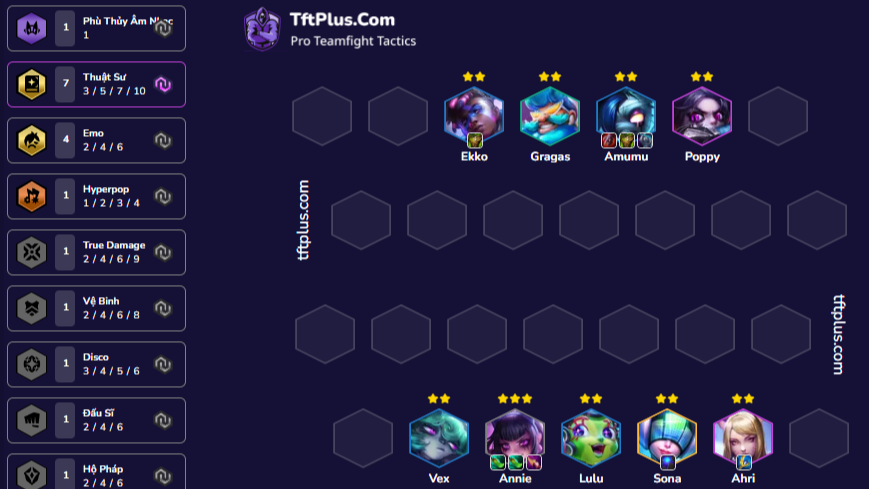 1
Phù Thủy Âm Nhạc
1
7
Thuật Sư
3 / 5 / 7 / 10
4
Emo
2 / 4 / 6
1
Hyperpop
1 / 2 / 3 / 4
1
True Damage
2 / 4 / 6 / 9
1
Vệ Binh
2 / 4 / 6 / 8
1
Disco
3 / 4 / 5 / 6
1
Đấu Sĩ
2 / 4 / 6
1
Hộ Pháp
2 / 4 / 6
TftPlus.Com
Pro Teamfight Tactics
Ekko
Gragas
Amumu
Poppy
tftplus.com
tftplus.com
Vex
Annie
Lulu
Sona
Ahri